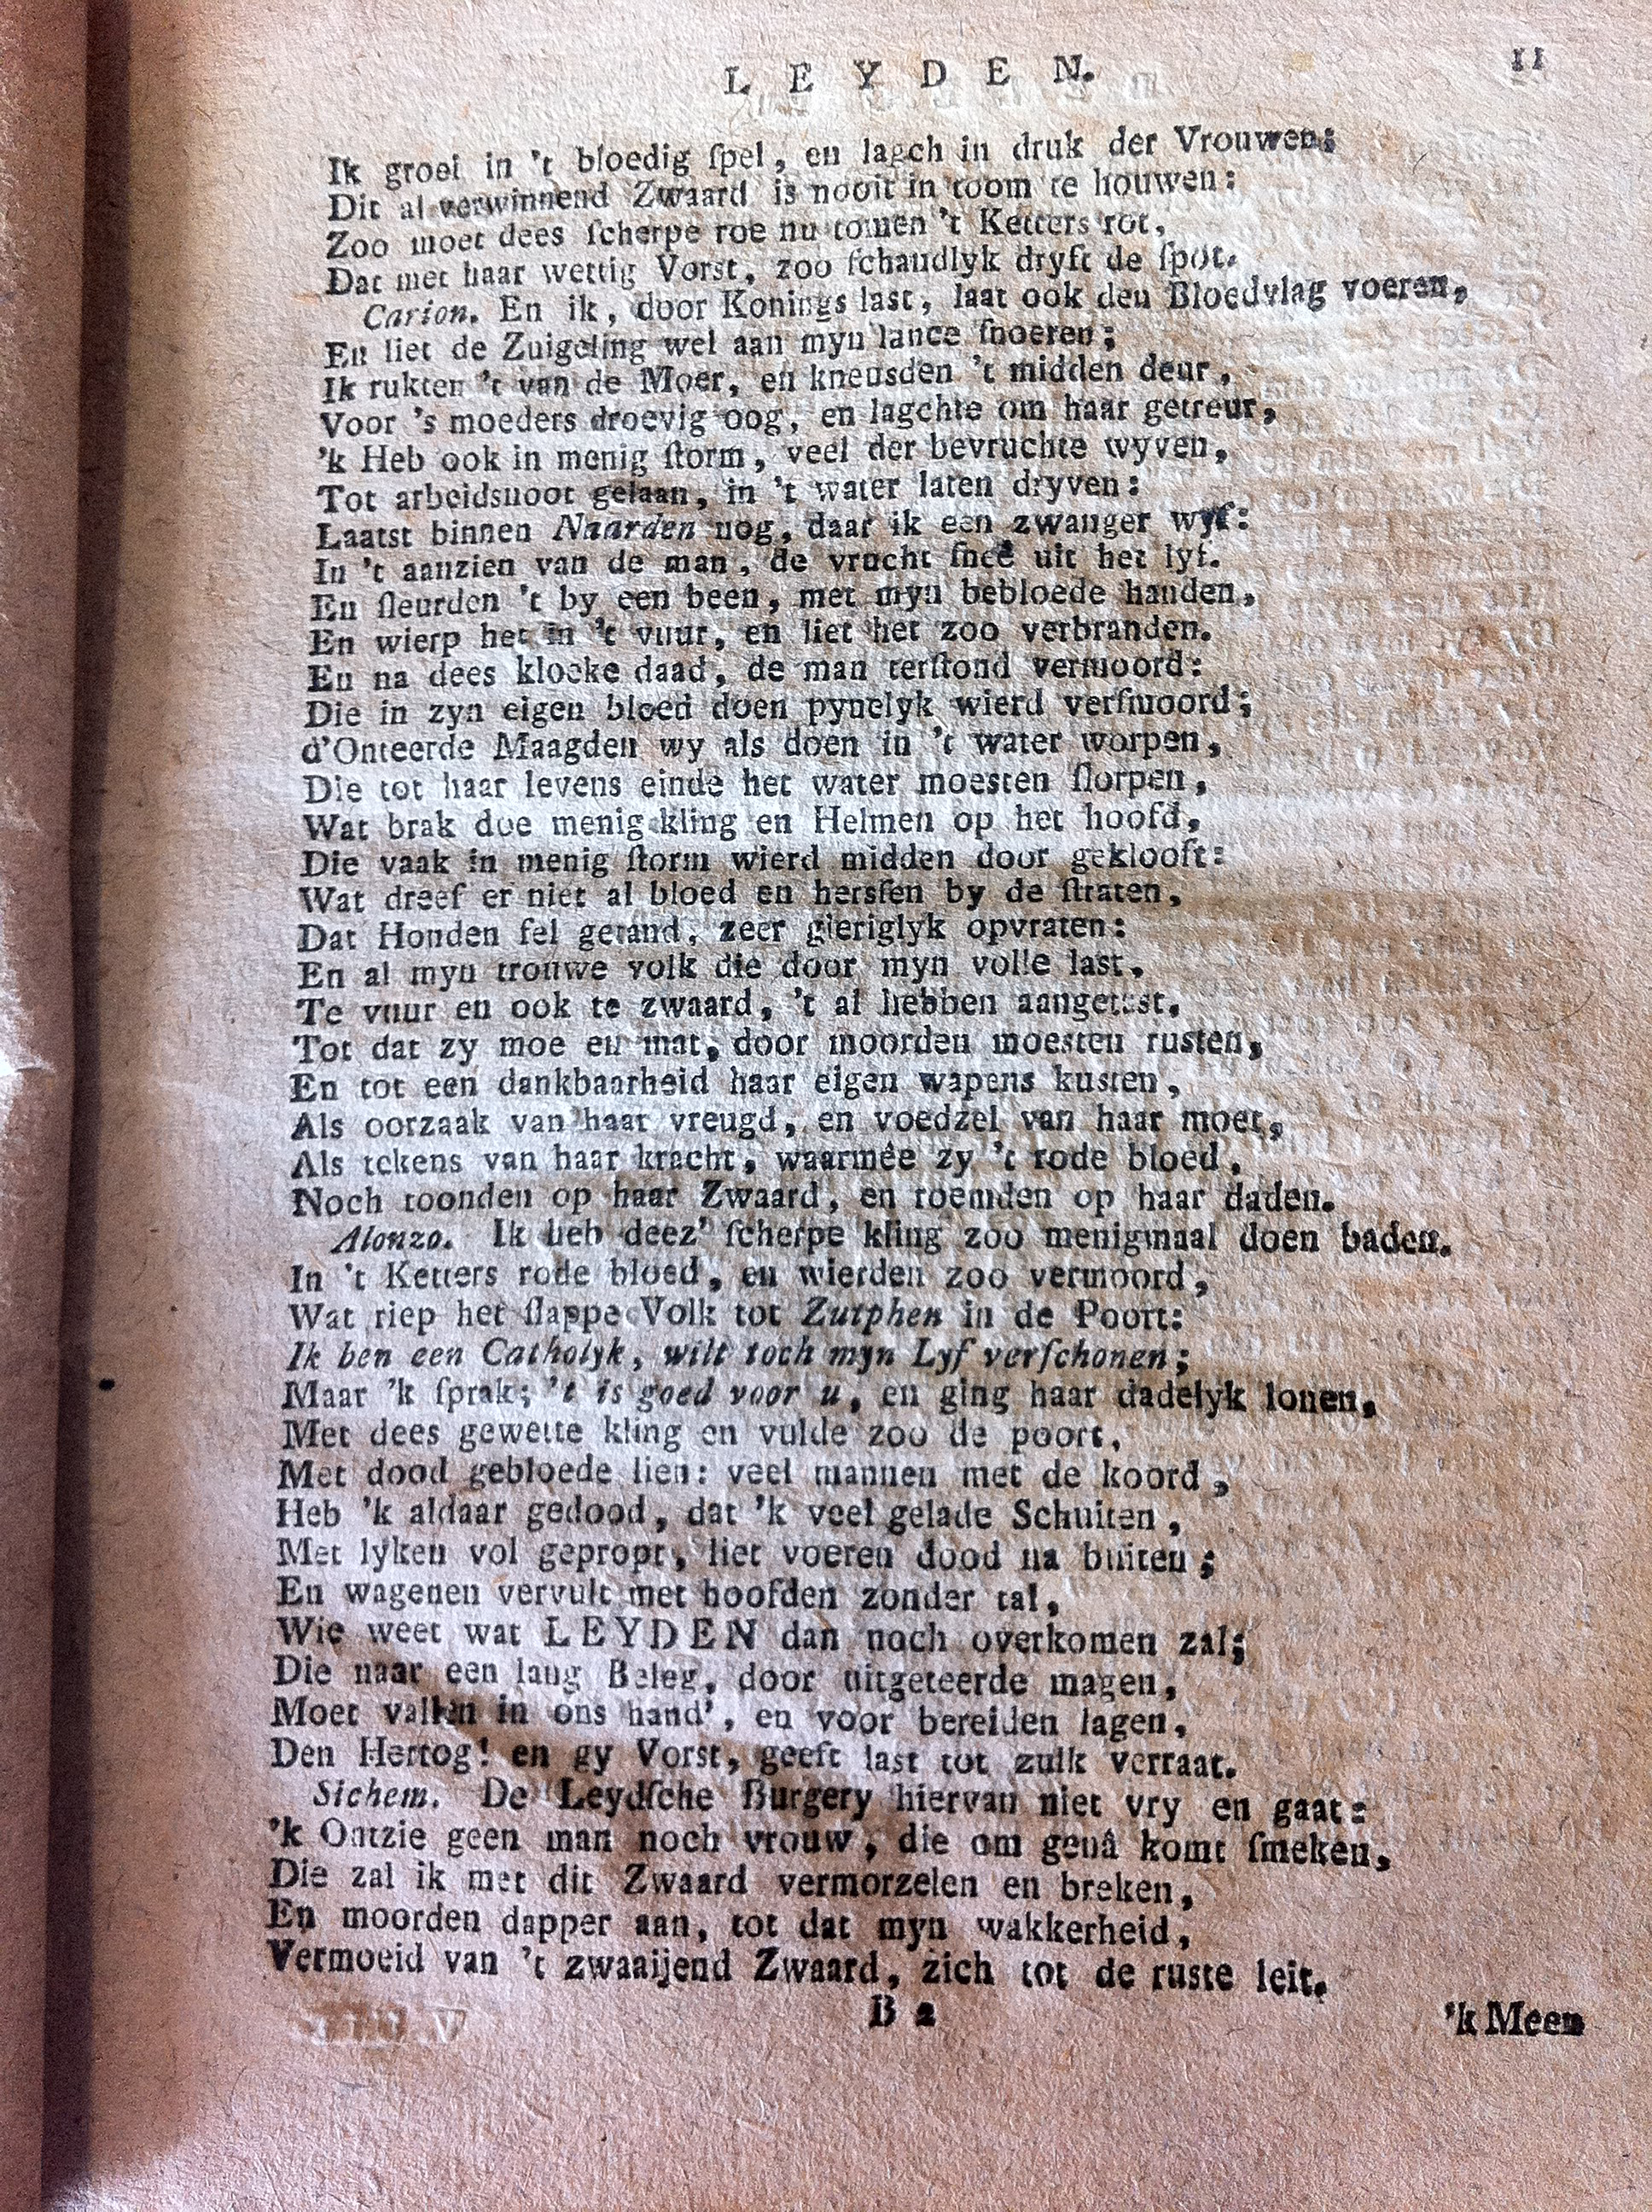 LEYDEN. 11
Ik groei in 't bloedig ſpel, en lagch in druk der Vrouwen:
Dit al verwinnend Zwaard is nooit in toom te houwen:
Zoo moet dees ſcherpe roe nu tomen 't Ketters rot,
Dat met haar wettig Vorst, zoo ſchandlyk dryft de ſpot.
Carion. En ik, door Konings last, laat ook den Bloedvlag voeren,
En liet de Zuigeling wel aan myn lance ſnoeren;
Ik rukten 't van de Moer, en kneusden 't midden deur,
Voor 's moeders droevig oog, en lagchte om haar getreur,
'k Heb ook in menig ſtorm, veel der bevruchte wyven,
Tot arbeidsnoot gelaan, in 't water laten dryven:
Laatst binnen Naarden nog, daar ik een zwanger wyf:
In 't aanzien van de man, de vrucht ſneê uit het lyf.
En ſleurden 't by een been, met myn bebloede handen,
En wierp het in 't vuur, en liet het zoo verbranden.
En na dees kloeke daad, de man terſtond vermoord:
Die in zyn eigen bloed doen pynelyk wierd verſmoord;
d'Onteerde Maagden wy als doen in 't water worpen,
Die tot haar levens einde het water moesten ſlorpen,
Wat brak doe menig kling en Helmen op het hoofd,
Die vaak in menig ſtorm wierd midden door geklooft:
Wat dreef er niet al bloed en hersſen by de ſtraten,
Dat Honden fel getand, zeer gieriglyk opvraten:
En al myn trouwe volk die door myn volle last,
Te vuur en ook te zwaard, 't al hebben aangetast,
Tot dat zy moe en mat, door moorden moesten rusten,
En tot een dankbaarheid haar eigen wapens kusten,
Als oorzaak van haar vreugd, en voedzel van haar moet,
Als tekens van haar kracht, waarmêe zy 't rode bloed,
Noch toonden op haar Zwaard, en roemden op haar daden.
Alonzo. Ik heb deez' ſcherpe kling zoo menigmaal doen baden.
In 't Ketters rode bloed, en wierden zoo vermoord,
Wat riep het ſlappe Volk tot Zutphen in de Poort:
Ik ben een Catholyk, wilt toch myn Lyf verſchonen;
Maar 'k ſprak; 't is goed voor u, en ging haar dadelyk lonen,
Met dees gewette kling en vulde zoo de poort,
Met dood gebloede lien: veel mannen met de koord,
Heb 'k aldaar gedood, dat 'k veel gelade Schuiten,
Met lyken vol gepropt, liet voeren dood na buiten;
En wagenen vervult met hoofden zonder tal,
Wie weet wat LEYDEN dan noch overkomen zal;
Die naar een lang Beleg, door uitgeteerde magen,
Moet vallen in ons hand', en voor bereiden lagen,
Den Hertog! en gy Vorst, geeft last tot zulk verraat.
Sichem. De Leydſche Burgery hiervan niet vry en gaat:
'k Ontzie geen man noch vrouw, die om genâ komt ſmeken,
Die zal ik met dit Zwaard vermorzelen en breken,
En moorden dapper aan, tot dat myn wakkerheid,
Vermoeid van 't zwaaijend Zwaard, zich tot de ruste leit.
B 2 'k Meen